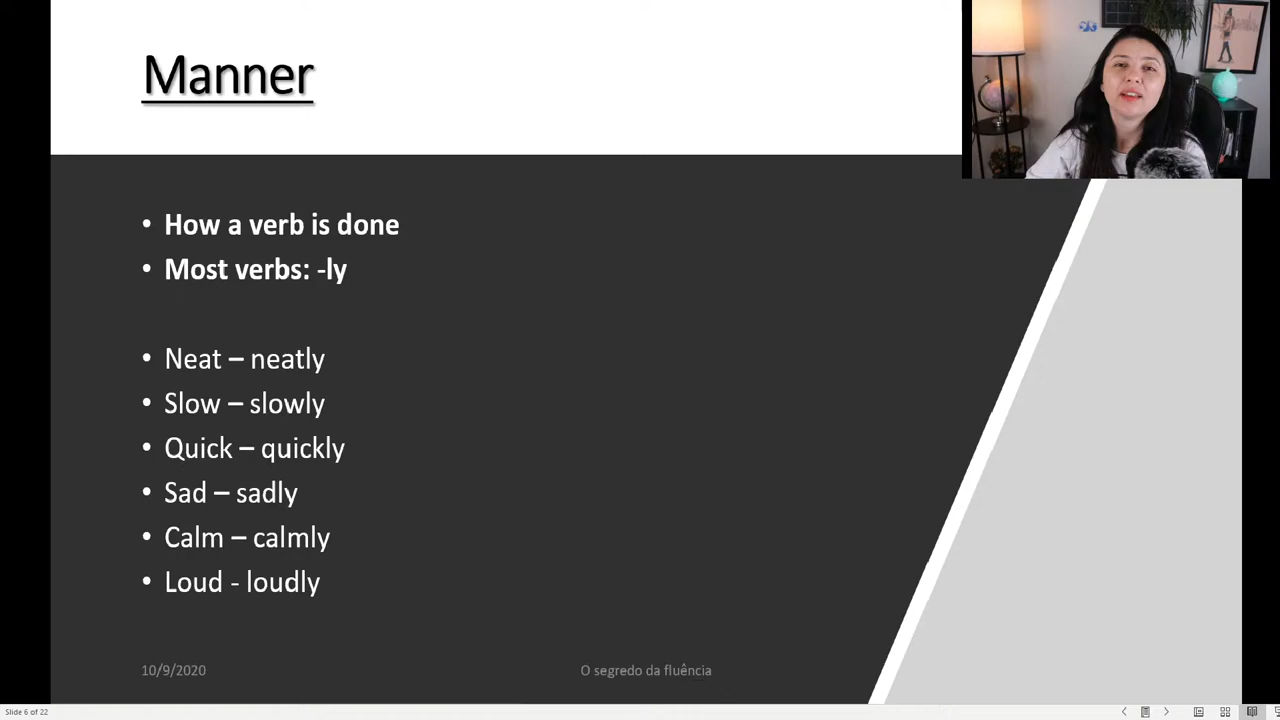 Manner
• How a verb is done
• Most verbs: -ly
• Neat – neatly
• Slow – slowly
• Quick – quickly
• Sad – sadly
• Calm – calmly
• Loud - loudly
10/9/2020
O segredo da fluência
Slide 6 of 22